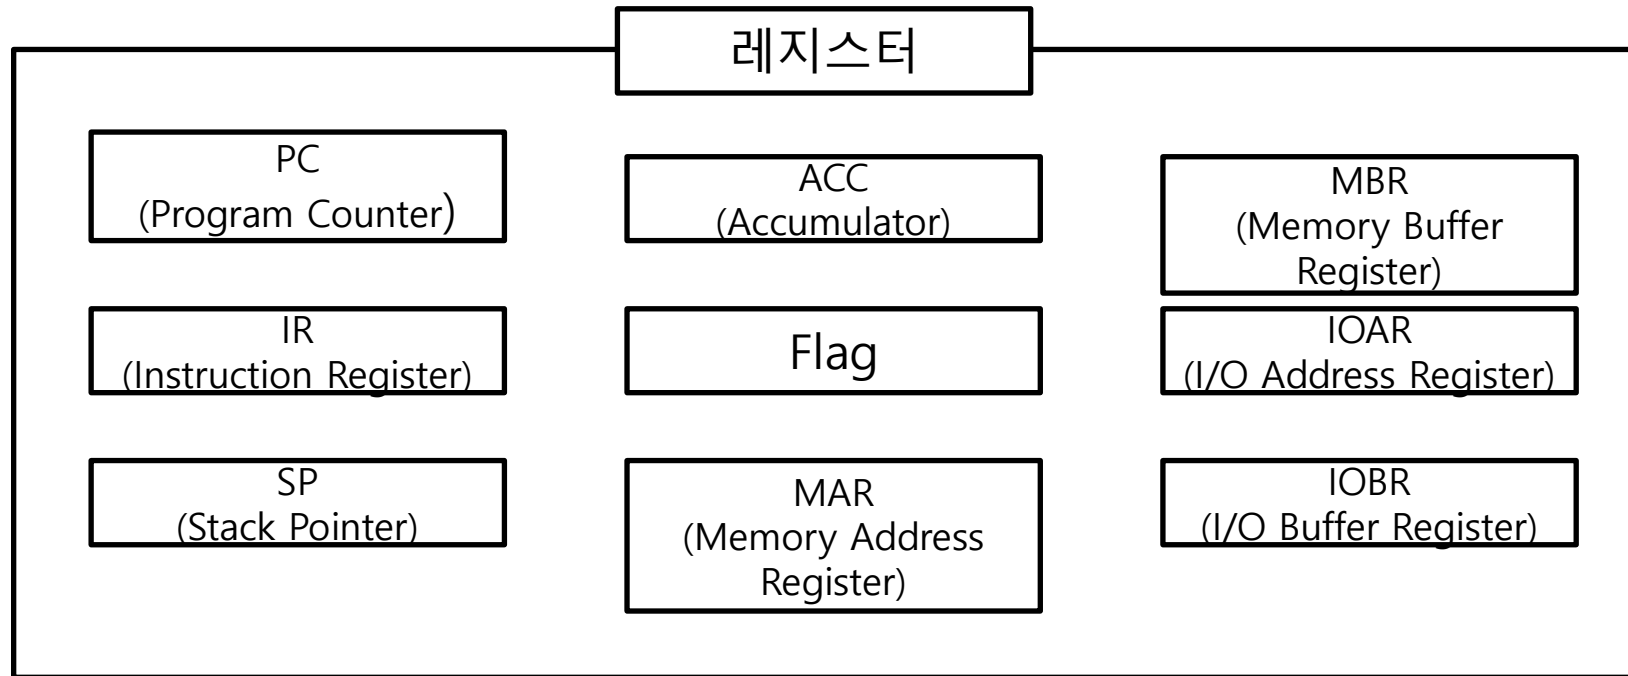 레지스터
PC
(Program Counter)
ACC
(Accumulator)
MBR
(Memory Buffer
Register)
IR
(Instruction Register)
Flag
IOAR
(I/O Address Register)
SP
(Stack Pointer)
MAR
(Memory Address
Register)
IOBR
(I/O Buffer Register)